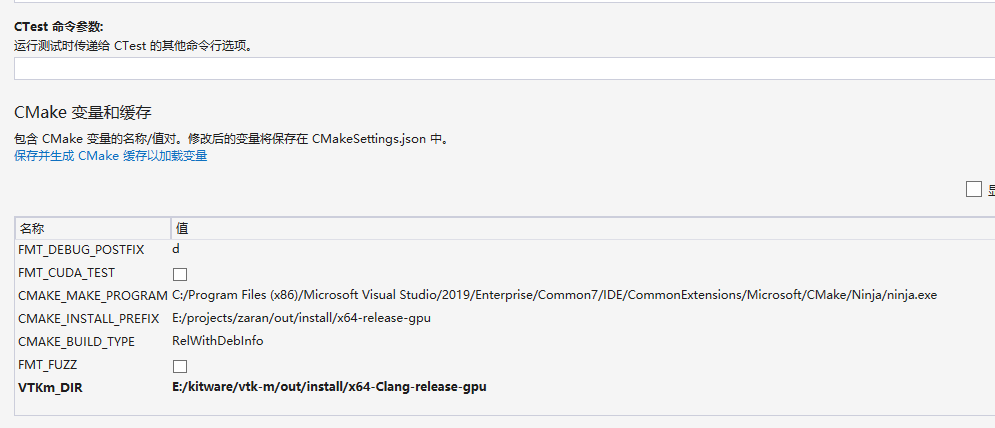 CTest 命令参数:
运行测试时传递给 CTest 的其他命令行选项。
CMake 变量和缓存
包含 CMake 变量的名称/值对。修改后的变量将保存在 CMakeSettings.json 中。
保存并生成 CMake 缓存以加载变量
名称 值
FMT_DEBUG_POSTFIX d
FMT_CUDA_TEST
CMAKE_MAKE_PROGRAM C:/Program Files (x86)/Microsoft Visual Studio/2019/Enterprise/Common7/IDE/CommonExtensions/Microsoft/CMake/Ninja/ninja.exe
CMAKE_INSTALL_PREFIX E:/projects/zaran/out/install/x64-release-gpu
CMAKE_BUILD_TYPE RelWithDebInfo
FMT_FUZZ
VTKm_DIR E:/kitware/vtk-m/out/install/x64-Clang-release-gpu